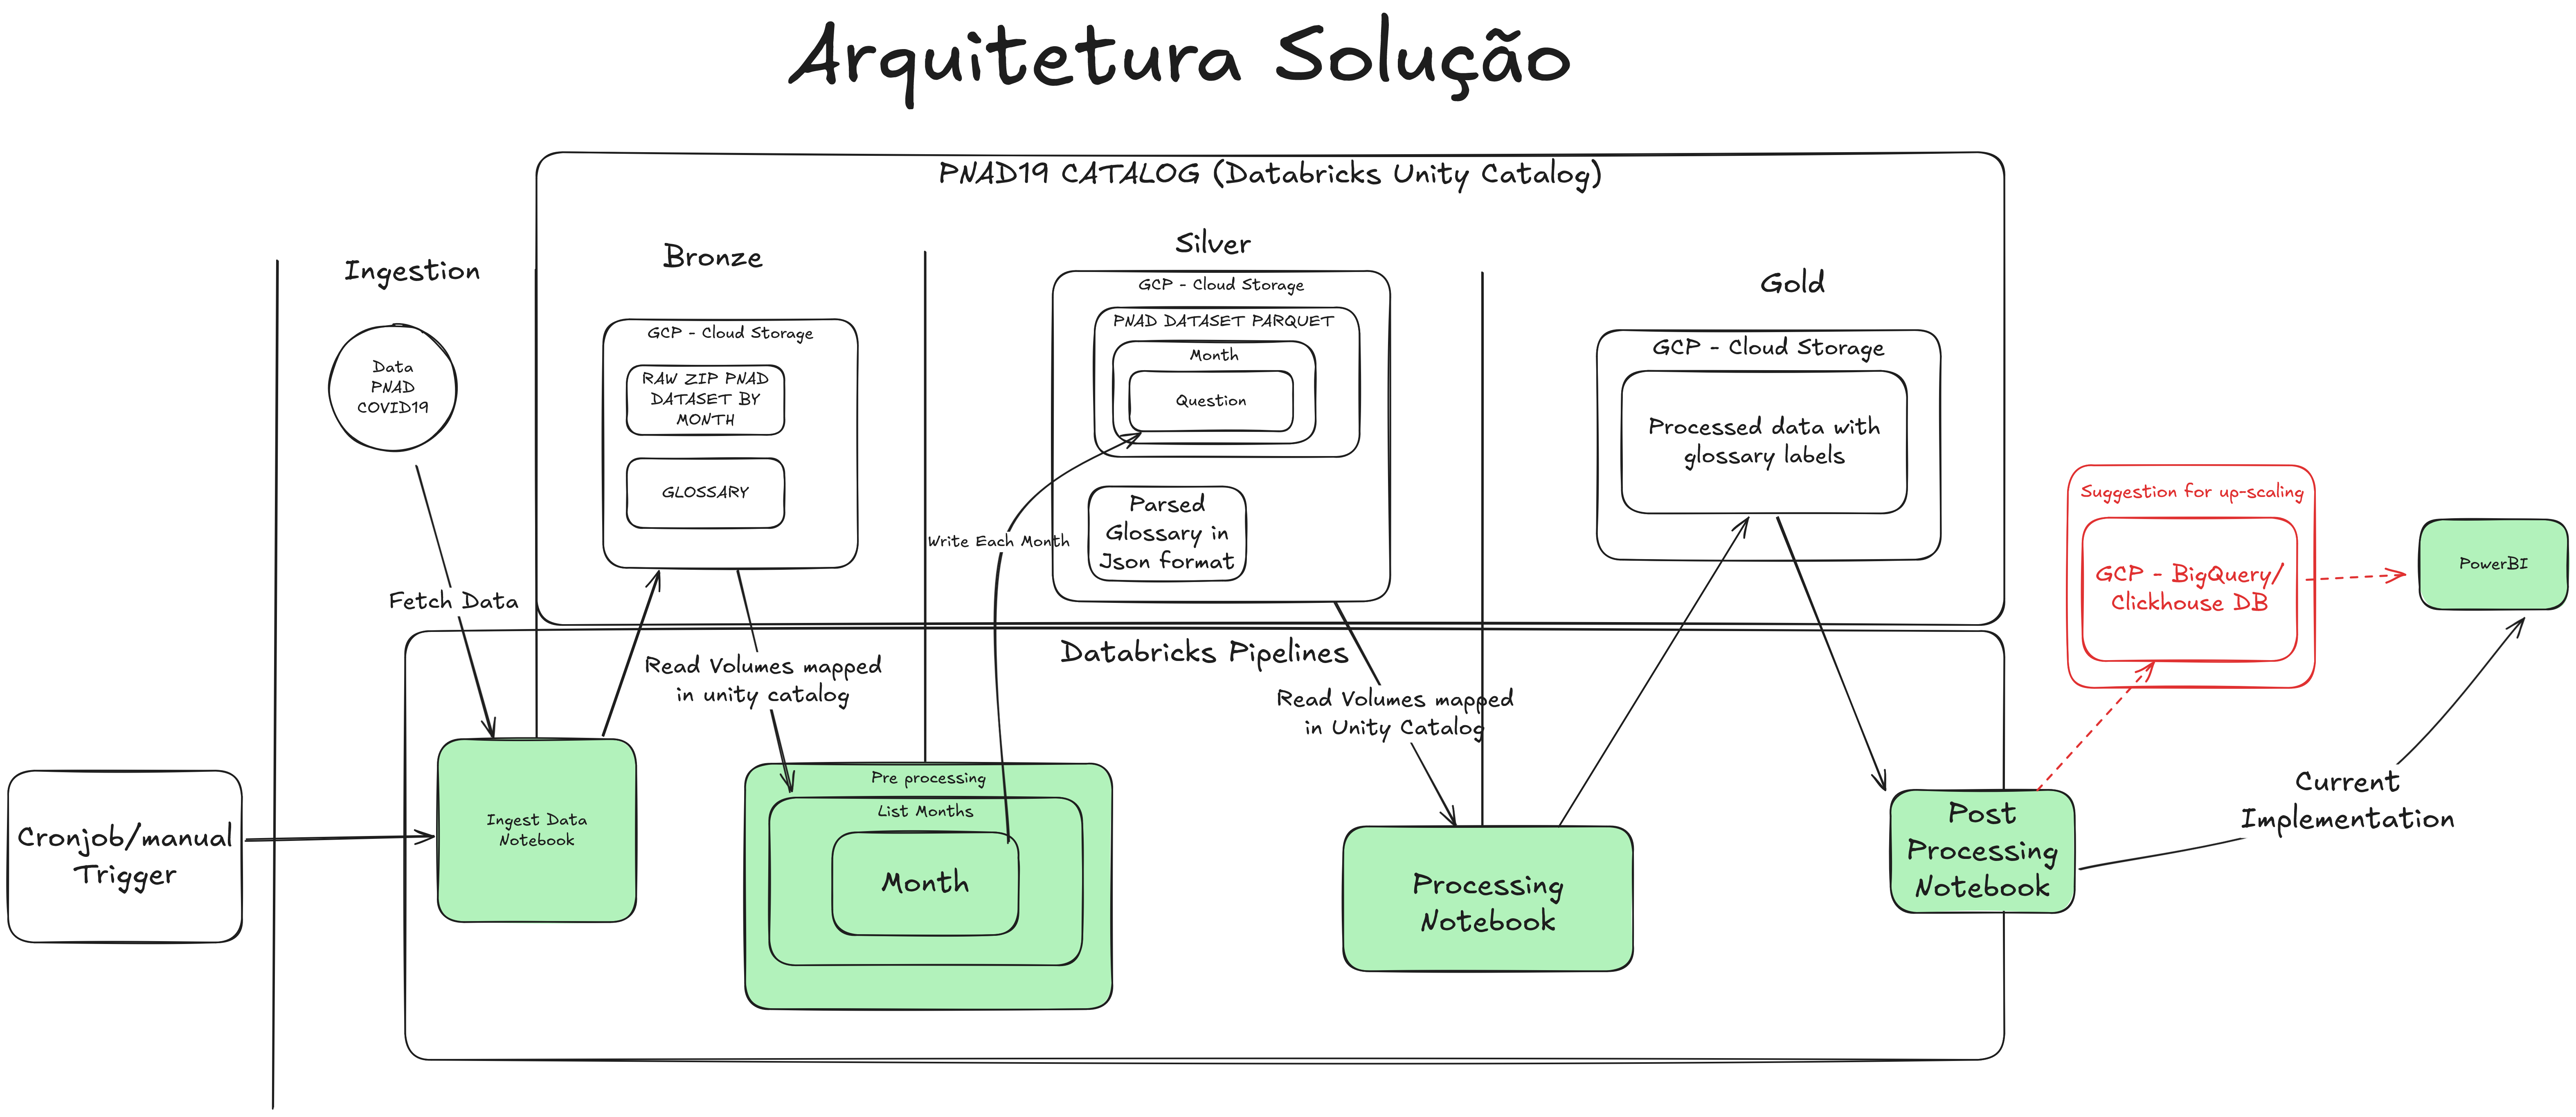 Arquitetura Solução
PNAD19 CATALOG (Databricks Unity Catalog)
Ingestion
Bronze
Silver
Gold
Data
PNAD
COVID19
GCP - Cloud Storage
RAW ZIP PNAD
DATASET BY
MONTH
GLOSSARY
GCP - Cloud Storage
PNAD DATASET PARQUET
Month
Question
Parsed
Glossary in
Json format
GCP - Cloud Storage
Processed data with
glossary labels
Suggestion for up-scaling
GCP - BigQuery/
Clickhouse DB
PowerBI
Fetch Data
Write Each Month
Databricks Pipelines
Read Volumes mapped
in unity catalog
Read Volumes mapped
in Unity Catalog
Cronjob/manual
Trigger
Ingest Data
Notebook
Pre processing
List Months
Month
Processing
Notebook
Post
Processing
Notebook
Current
Implementation